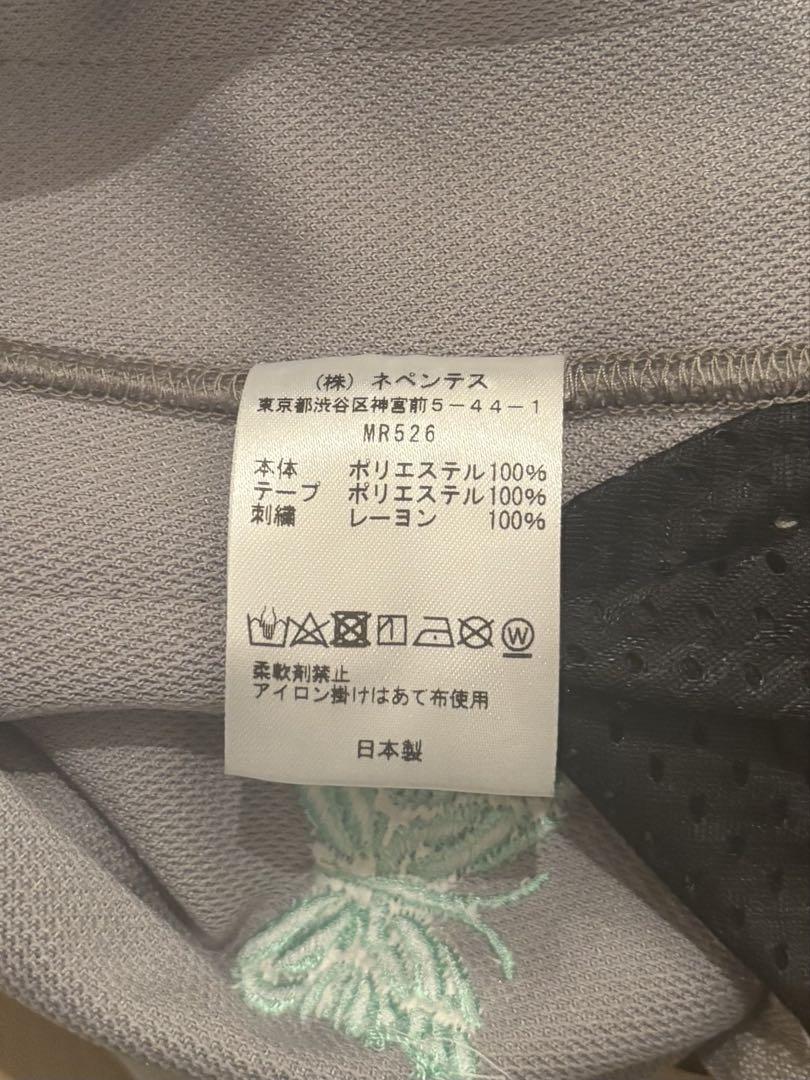 (株) ネペンテス
東京都渋谷区神宮前5-44-1
MR526
本体 ポリエステル100%
テープ ポリエステル100%
刺繍 レーヨン 100%
W
柔軟剤禁止
アイロン掛けはあて布使用
日本製